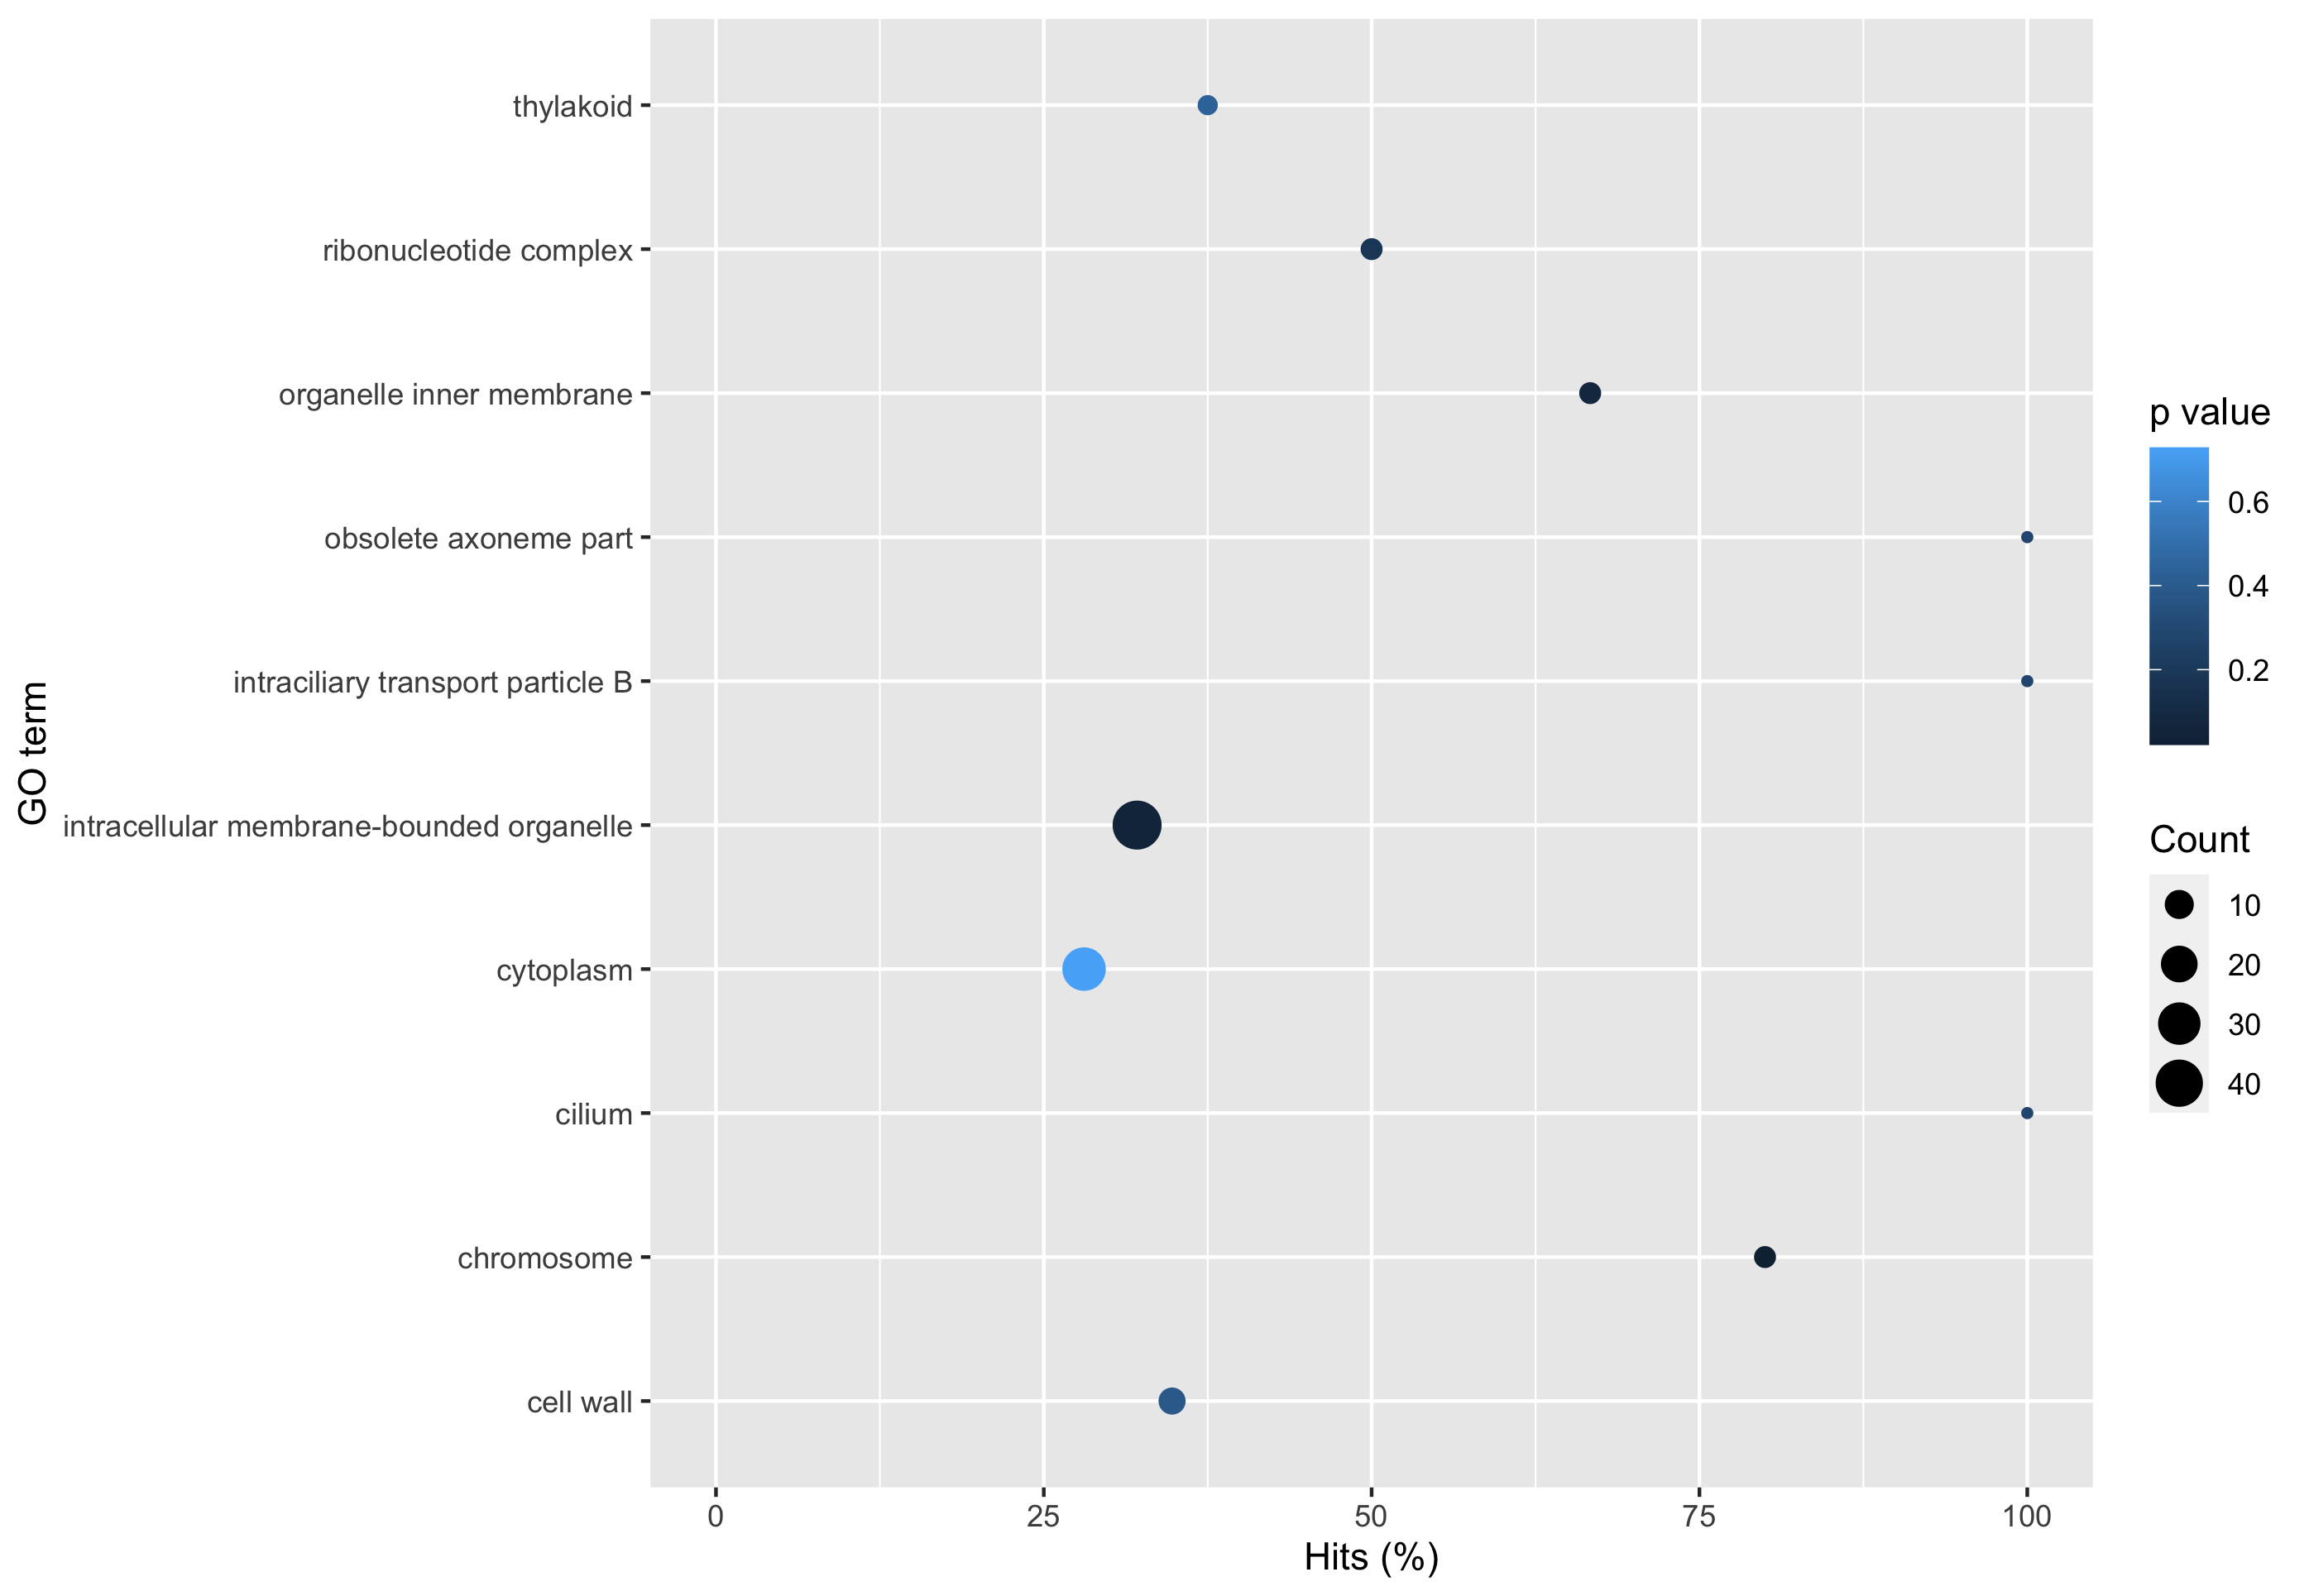 GO term
thylakoid
ribonucleotide complex
organelle inner membrane
obsolete axoneme part
intraciliary transport particle B
intracellular membrane-bounded organelle
cytoplasm
cilium
chromosome
cell wall
0 25 50 75 100
Hits (%)
p value
0.6
0.4
0.2
Count
10
20
30
40